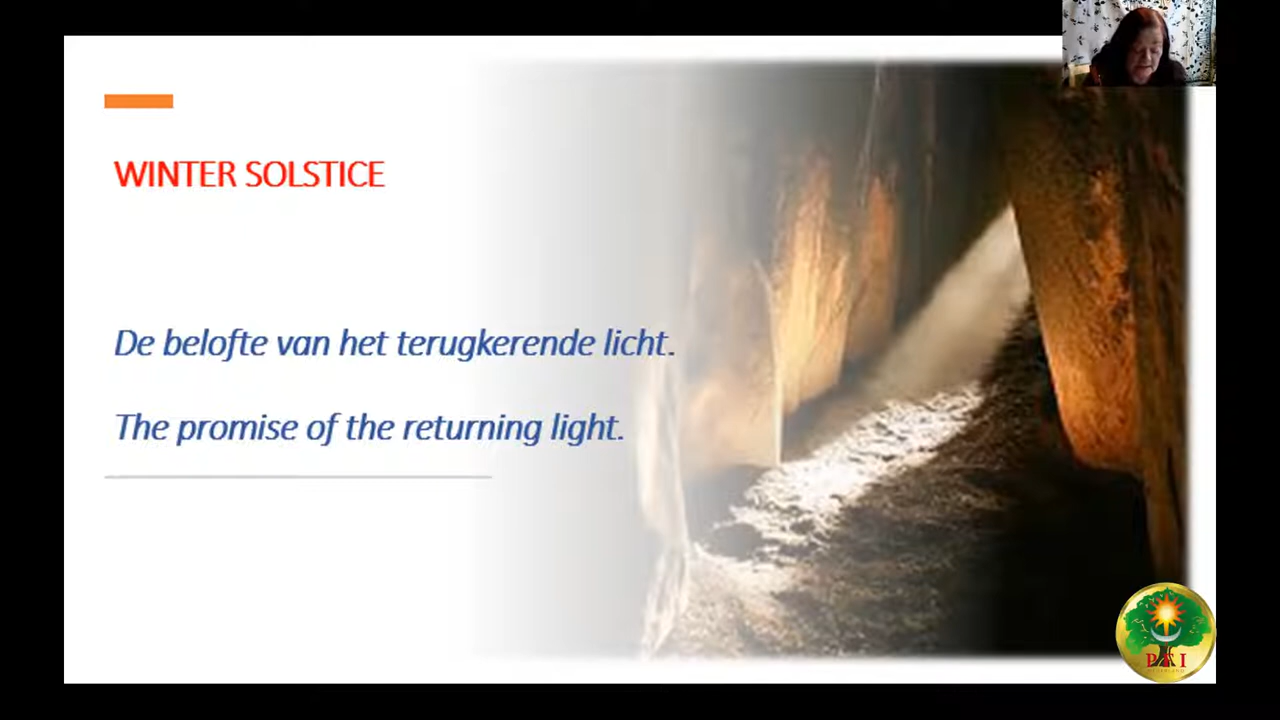 WINTER SOLSTICE
De belofte van het terugkerende licht.
The promise of the returning light.